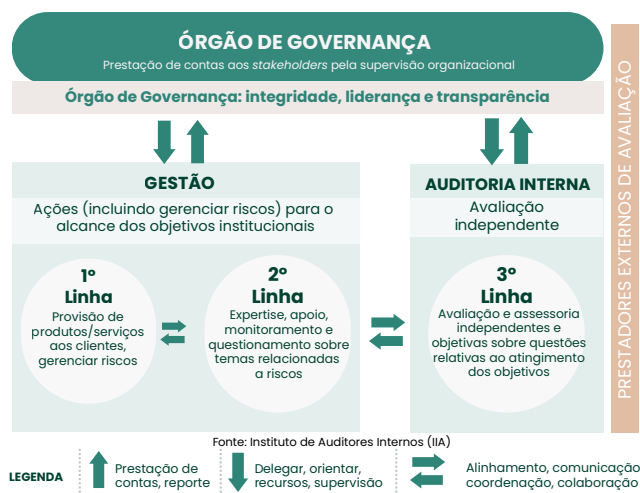 ÓRGÃO DE GOVERNANÇA
Prestação de contas aos stakeholders pela supervisão organizacional
Órgão de Governança: integridade, liderança e transparência
GESTÃO
Ações (incluindo gerenciar riscos) para o
alcance dos objetivos institucionais
1º
Linha
Provisão de
produtos/serviços
aos clientes,
gerenciar riscos
2º
Linha
Expertise, apoio,
monitoramento e
questionamento sobre
temas relacionadas
a riscos
AUDITORIA INTERNA
Avaliação
independente
3º
Linha
Avaliação e assessoria
independentes e
objetivas sobre questões
relativas ao atingimento
dos objetivos
PRESTADORES EXTERNOS DE AVALIAÇÃO
Fonte: Instituto de Auditores Internos (IIA)
LEGENDA
Prestação de
contas, reporte
Delegar, orientar,
recursos, supervisão
Alinhamento, comunicação
coordenação, colaboração